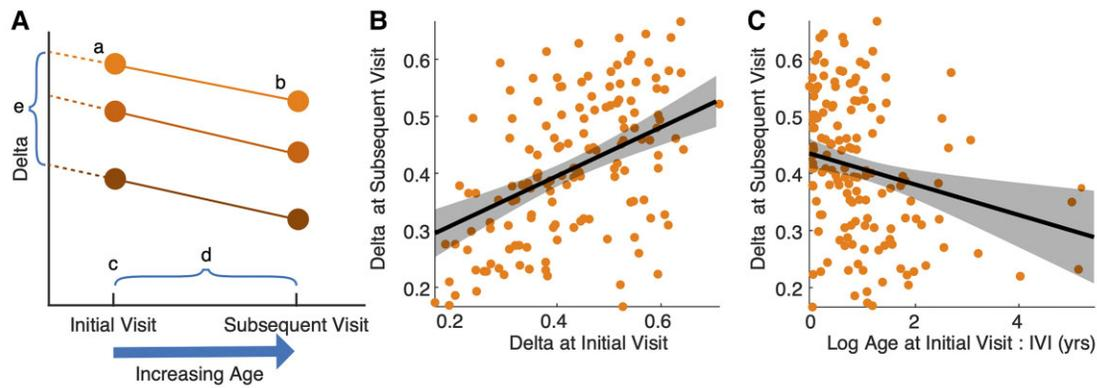 A
a
b
e
Delta
c
d
Initial Visit
Subsequent Visit
Increasing Age
B
Delta at Subsequent Visit
0.6
0.5
0.4
0.3
0.2
0.2
0.4
0.6
Delta at Initial Visit
C
Delta at Subsequent Visit
0.6
0.5
0.4
0.3
0.2
0
2
4
Log Age at Initial Visit : IVI (yrs)